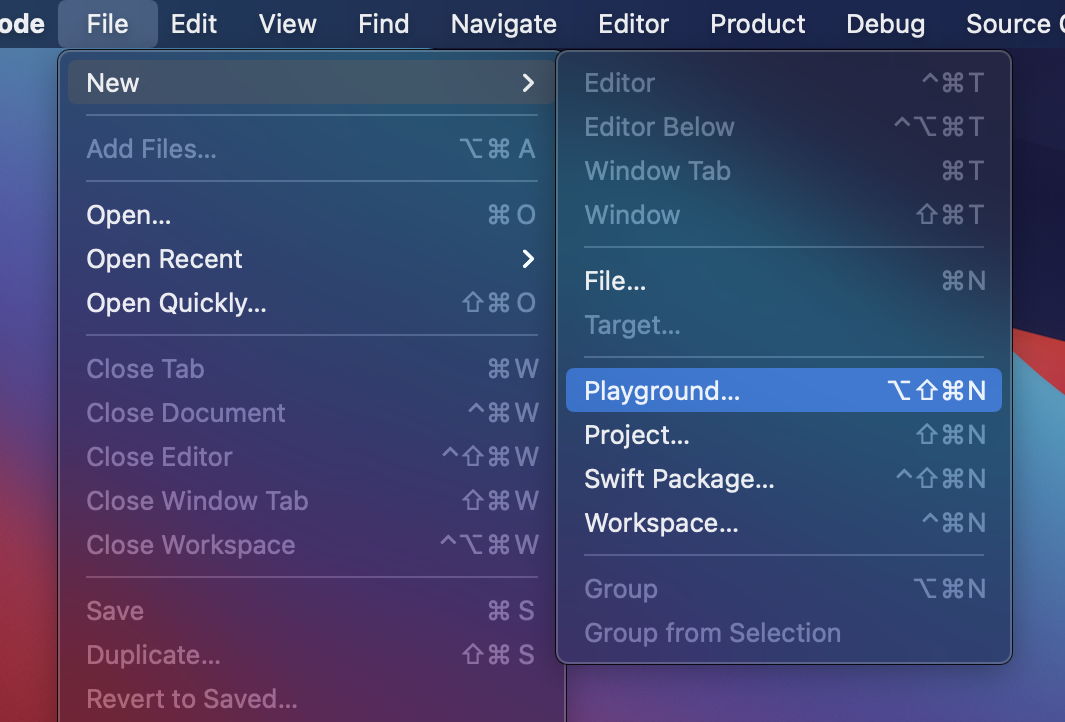 ode File Edit View Find Navigate Editor Product Debug Source
New
Add Files... ⌥⌘A
Open... ⌘O
Open Recent
Open Quickly... ⇧⌘O
Close Tab ⌘W
Close Document ^⌘W
Close Editor ^⇧⌘W
Close Window Tab ⇧⌘W
Close Workspace ^⌥⌘W
Save ⌘S
Duplicate... ⇧⌘S
Revert to Saved...
Editor ^⌘T
Editor Below ^⌥⌘T
Window Tab ⌘T
Window ⇧⌘T
File... ⌘N
Target...
Playground... ⌥⇧⌘N
Project... ⇧⌘N
Swift Package... ^⇧⌘N
Workspace... ^⌘N
Group ⌥⌘N
Group from Selection